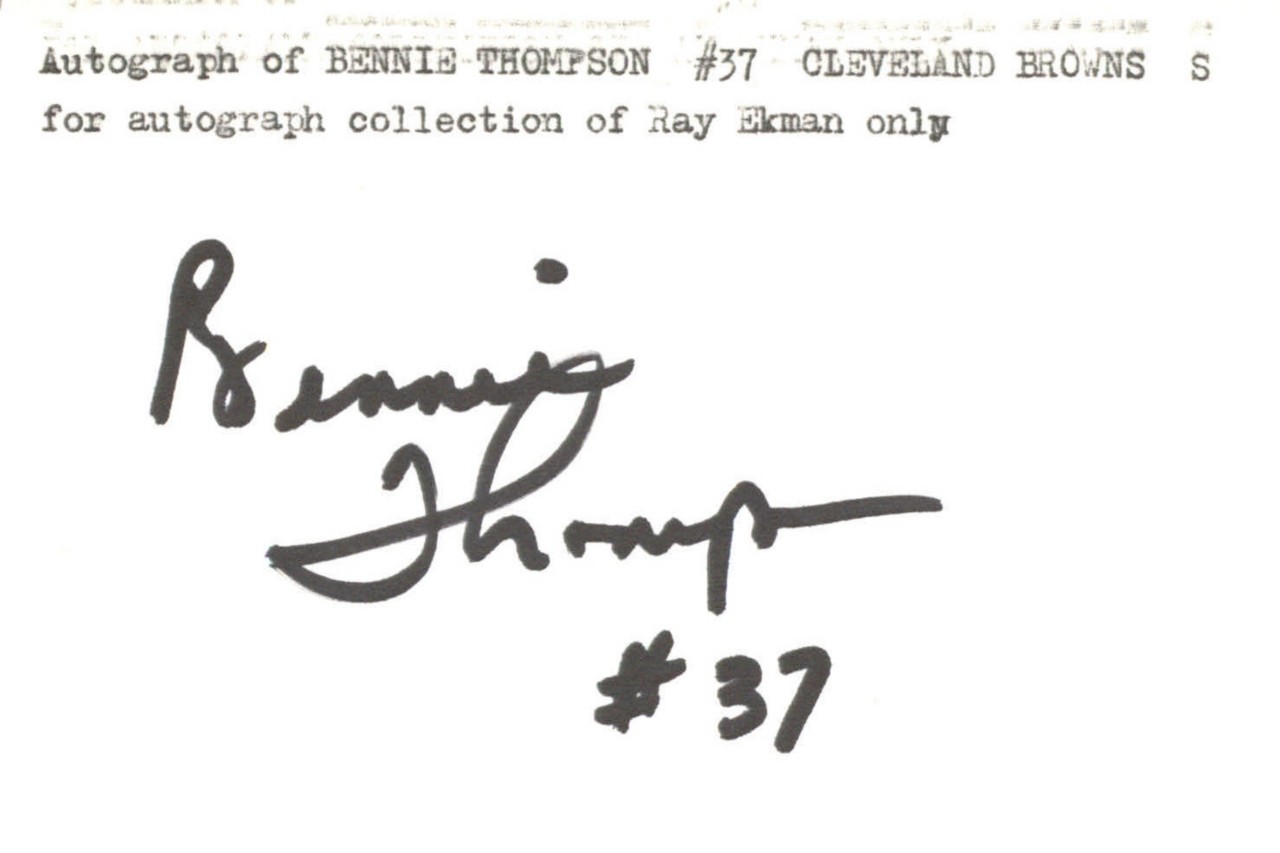 Autograph of BENNIE THOMPSON #37 CLEVELAND BROWNS S
for autograph collection of Ray Ekman only
Bennie
Thomp
#37